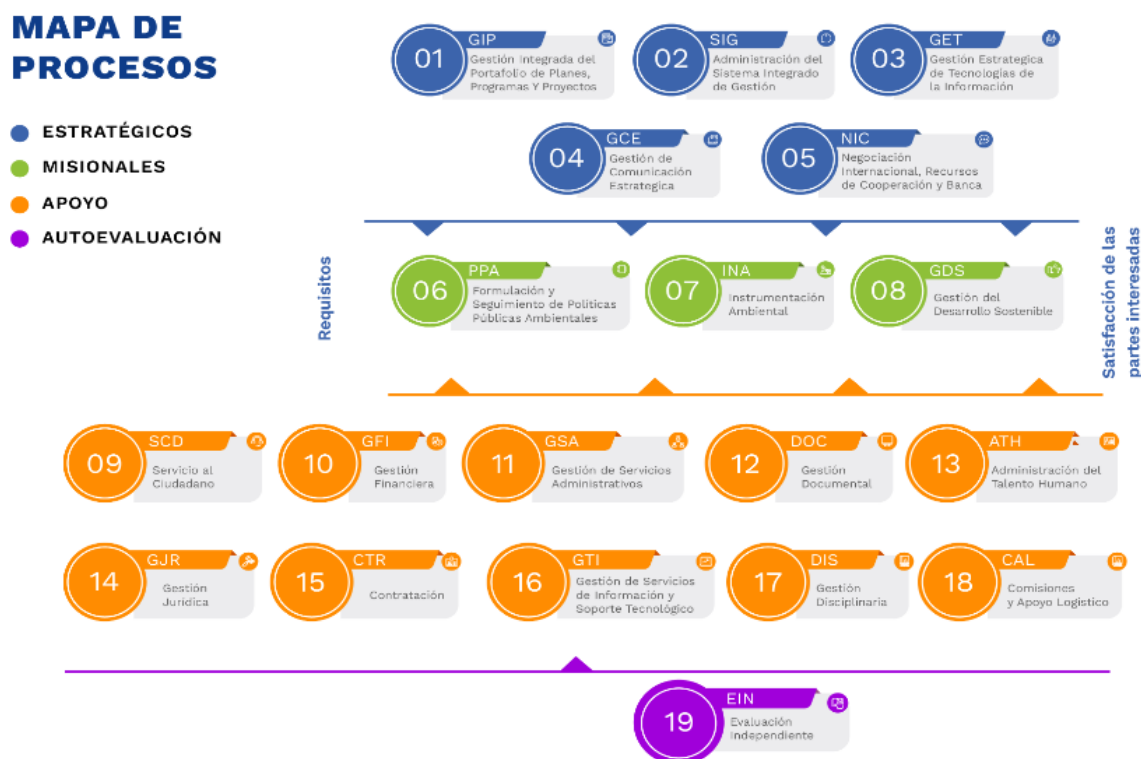 MAPA DE
PROCESOS
ESTRATÉGICOS
MISIONALES
APOYO
AUTOEVALUACIÓN
01
GIP
Gestión Integrada del
Portafolio de Planes,
Programas Y Proyectos
02
SIG
Administración del
Sistema Integrado
de Gestión
03
GET
Gestión Estrategica
de Tecnologías de
la Información
04
GCE
Gestión de
Comunicación
Estrategica
05
NIC
Negociación
Internacional, Recursos
de Cooperación y Banca
Requisitos
06
PPA
Formulación y
Seguimiento de Políticas
Públicas Ambientales
07
INA
Instrumentación
Ambiental
08
GDS
Gestión del
Desarrollo Sostenible
Satisfacción de las
partes interesadas
09
SCD
Servicio al
Ciudadano
10
GFI
Gestión
Financiera
11
GSA
Gestión de Servicios
Administrativos
12
DOC
Gestión
Documental
13
ATH
Administración del
Talento Humano
14
GJR
Gestión
Jurídica
15
CTR
Contratación
16
GTI
Gestión de Servicios
de Información y
Soporte Tecnológico
17
DIS
Gestión
Disciplinaria
18
CAL
Comisiones
y Apoyo Logístico
19
EIN
Evaluación
Independiente